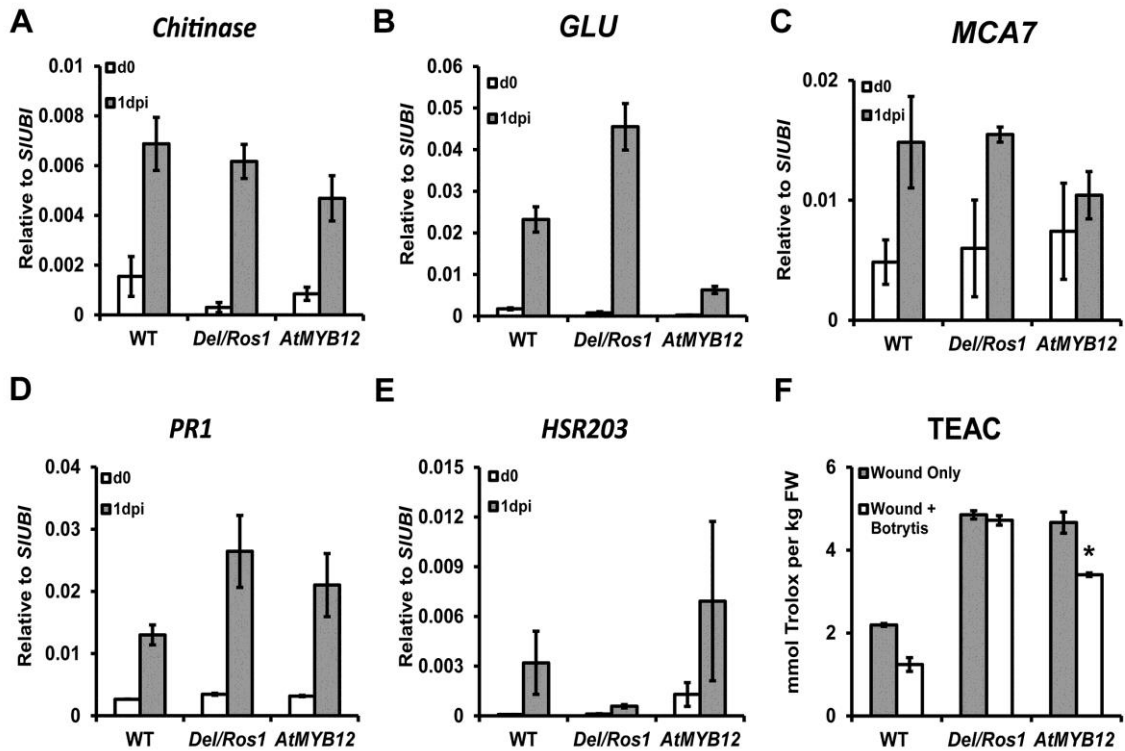 A
Chitinase
Relative to SlUBI
0.01
0.008
0.006
0.004
0.002
0
d0
1dpi
WT
Del/Ros1
AtMYB12
B
GLU
Relative to SlUBI
0.06
0.05
0.04
0.03
0.02
0.01
0
d0
1dpi
WT
Del/Ros1
AtMYB12
C
MCA7
Relative to SlUBI
0.02
0.01
0.00
d0
1dpi
WT
Del/Ros1
AtMYB12
D
PR1
Relative to SlUBI
0.04
0.03
0.02
0.01
0
d0
1dpi
WT
Del/Ros1
AtMYB12
E
HSR203
Relative to SlUBI
0.015
0.012
0.009
0.006
0.003
0
d0
1dpi
WT
Del/Ros1
AtMYB12
F
TEAC
mmol Trolox per kg FW
6
4
2
0
Wound Only
Wound +
Botrytis
*
WT
Del/Ros1
AtMYB12